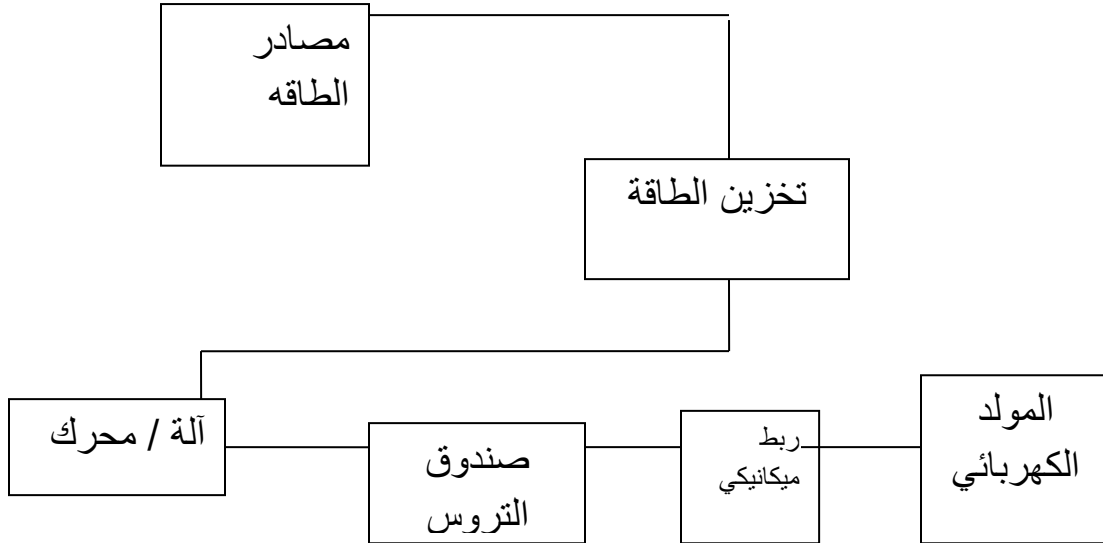 مصادر
الطاقه
تخزين الطاقة
آلة / محرك
صندوق
التروس
ربط
ميكانيكي
المولد
الكهربائي